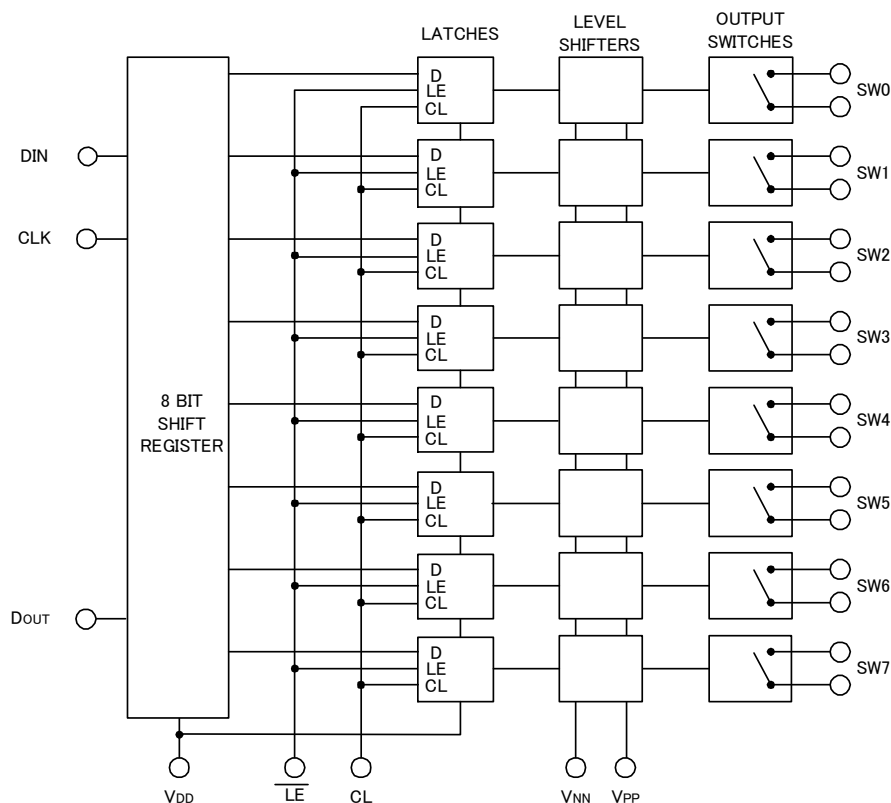 LATCHES
LEVEL
SHIFTERS
OUTPUT
SWITCHES
DIN
CLK
DOUT
8 BIT
SHIFT
REGISTER
D
LE
CL
SW0
D
LE
CL
SW1
D
LE
CL
SW2
D
LE
CL
SW3
D
LE
CL
SW4
D
LE
CL
SW5
D
LE
CL
SW6
D
LE
CL
SW7
VDD
LE
CL
VNN
VPP